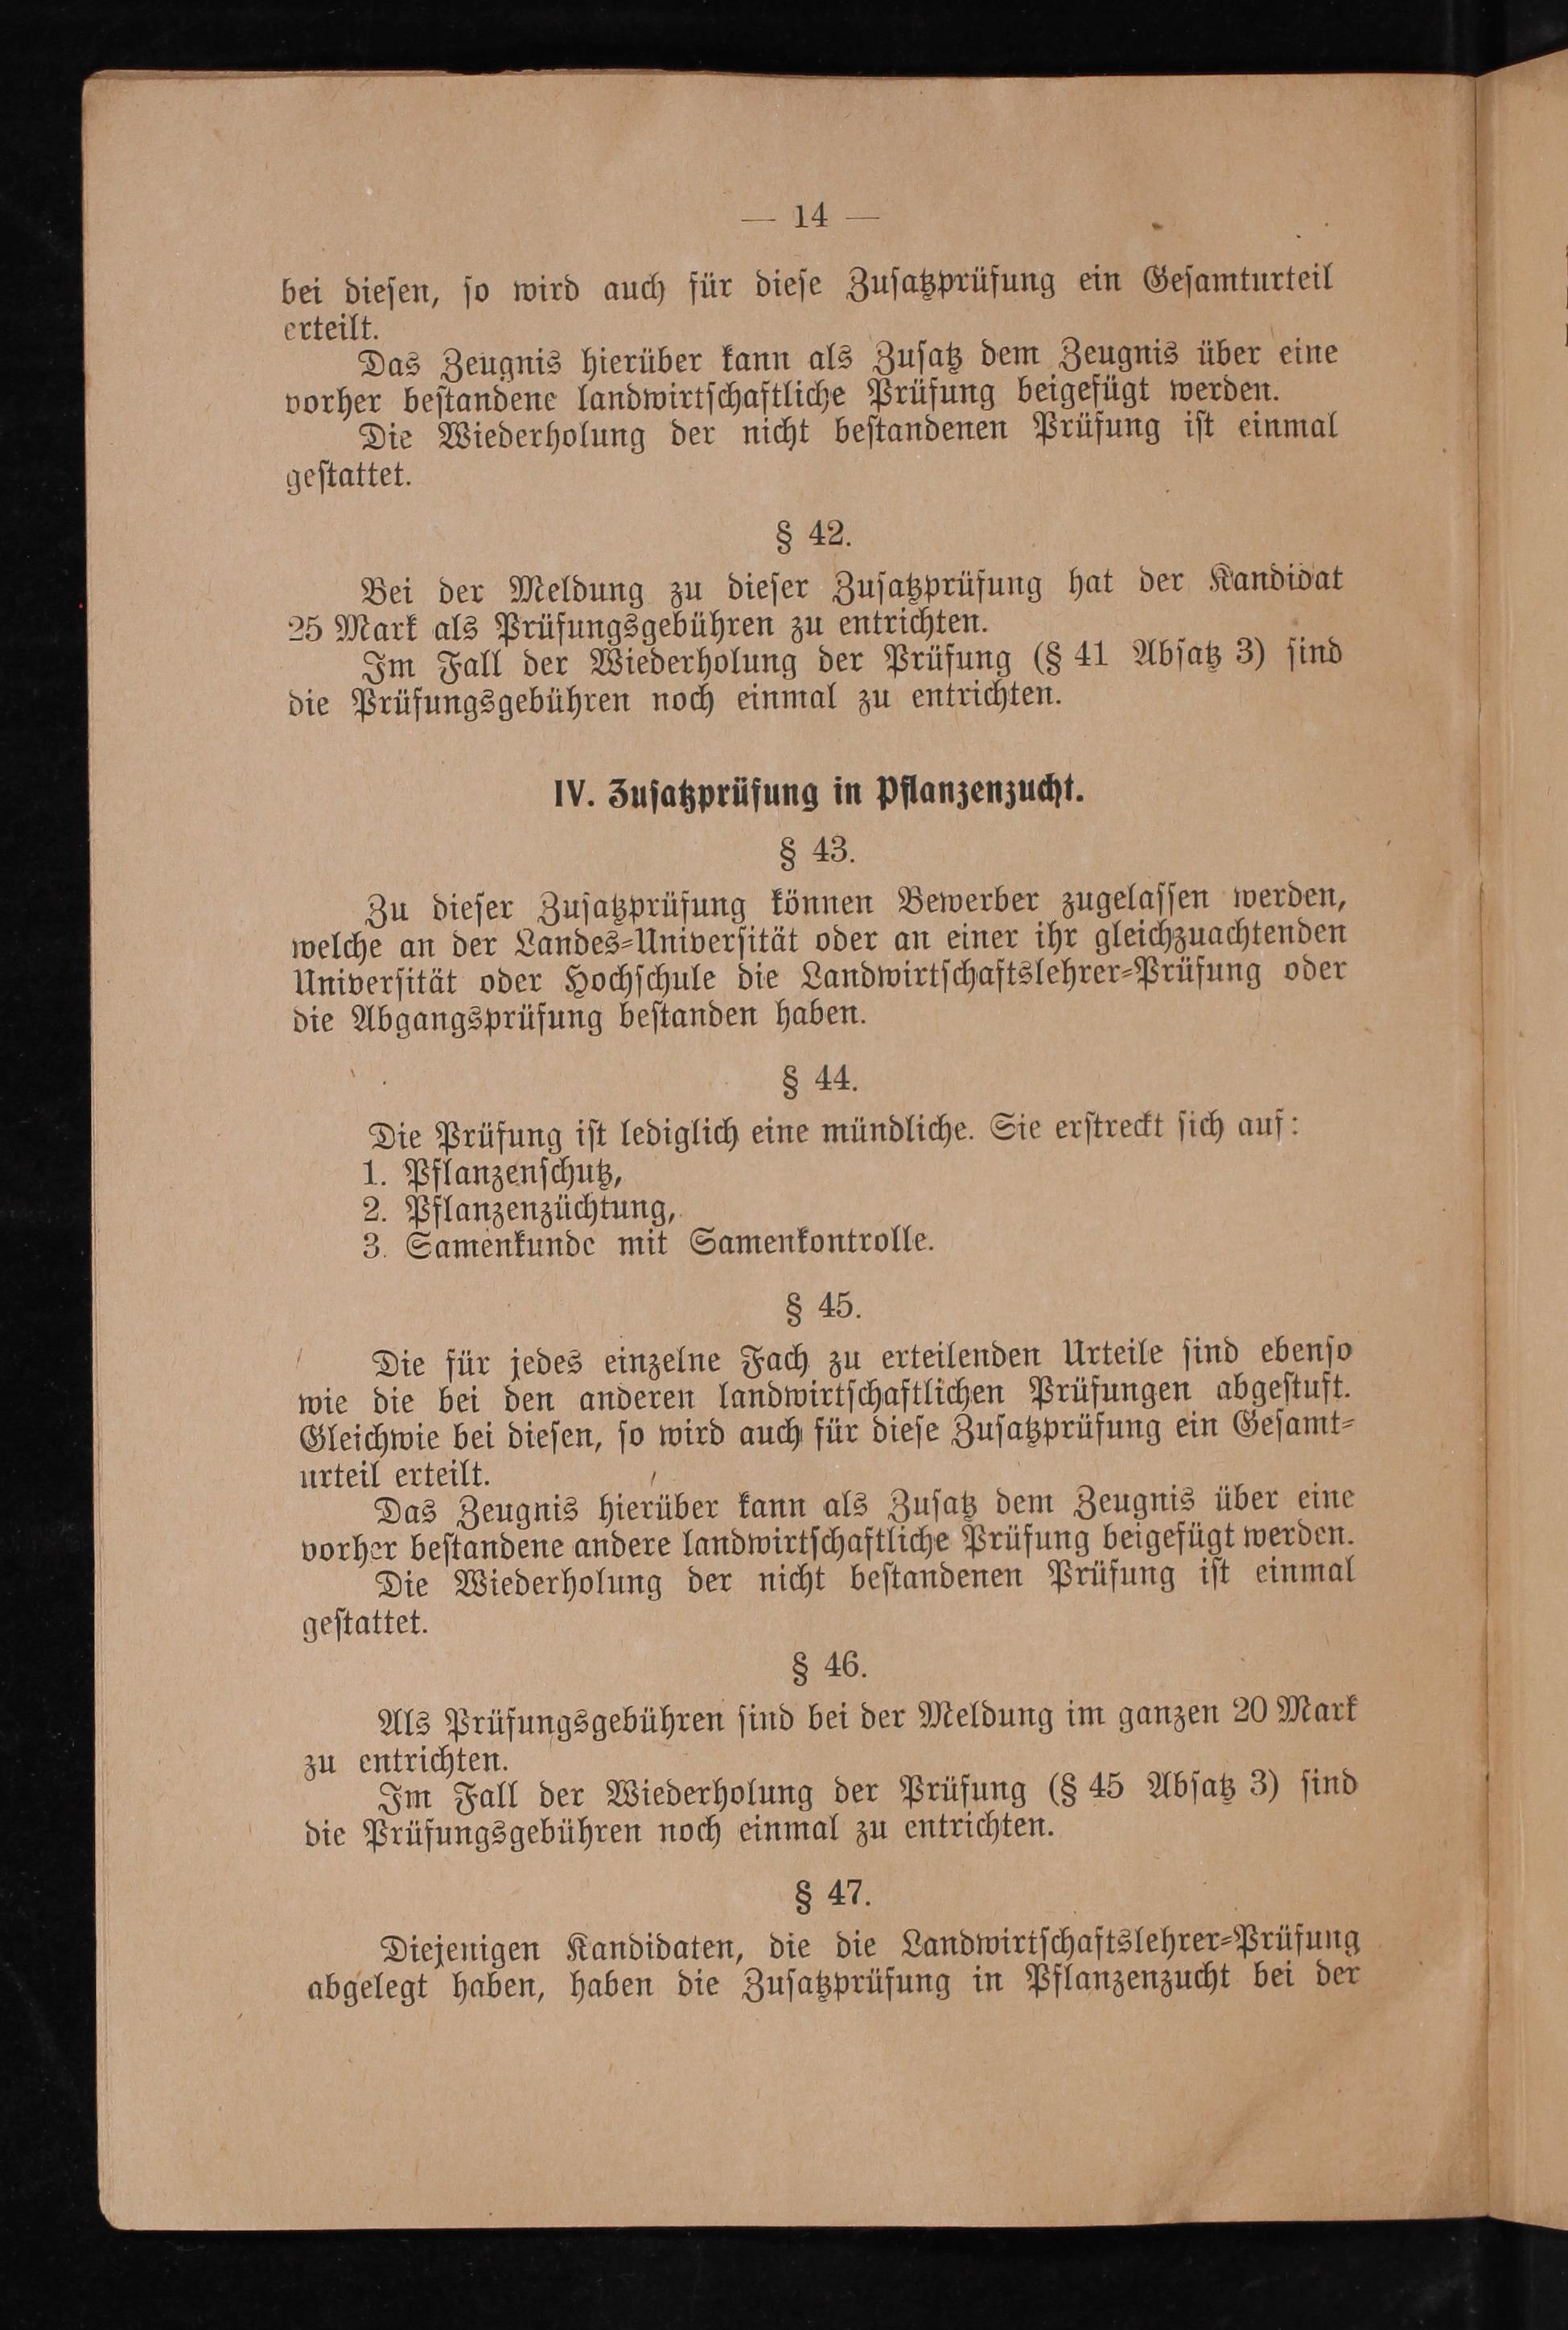 — 14 —
bei dieſen, ſo wird auch für dieſe Zuſatzprüfung ein Geſamturteil
erteilt.
Das Zeugnis hierüber kann als Zuſatz dem Zeugnis über eine
vorher beſtandene landwirtſchaftliche Prüfung beigefügt werden.
Die Wiederholung der nicht beſtandenen Prüfung iſt einmal
geſtattet.
§ 42.
Bei der Meldung zu dieſer Zuſatzprüfung hat der Kandidat
25 Mark als Prüfungsgebühren zu entrichten.
Im Fall der Wiederholung der Prüfung (§ 41 Abſatz 3) ſind
die Prüfungsgebühren noch einmal zu entrichten.
IV. Zuſatzprüfung in Pflanzenzucht.
§ 43.
Zu dieſer Zuſatzprüfung können Bewerber zugelaſſen werden,
welche an der Landes-Univerſität oder an einer ihr gleichzuachtenden
Univerſität oder Hochſchule die Landwirtſchaftslehrer-Prüfung oder
die Abgangsprüfung beſtanden haben.
§ 44.
Die Prüfung iſt lediglich eine mündliche. Sie erſtreckt ſich auf:
1. Pflanzenſchutz,
2. Pflanzenzüchtung,
3. Samenkunde mit Samenkontrolle.
§ 45.
Die für jedes einzelne Fach zu erteilenden Urteile ſind ebenſo
wie die bei den anderen landwirtſchaftlichen Prüfungen abgeſtuft.
Gleichwie bei dieſen, ſo wird auch für dieſe Zuſatzprüfung ein Geſamt-
urteil erteilt.
Das Zeugnis hierüber kann als Zuſatz dem Zeugnis über eine
vorher beſtandene andere landwirtſchaftliche Prüfung beigefügt werden.
Die Wiederholung der nicht beſtandenen Prüfung iſt einmal
geſtattet.
§ 46.
Als Prüfungsgebühren ſind bei der Meldung im ganzen 20 Mark
zu entrichten.
Im Fall der Wiederholung der Prüfung (§ 45 Abſatz 3) ſind
die Prüfungsgebühren noch einmal zu entrichten.
§ 47.
Diejenigen Kandidaten, die die Landwirtſchaftslehrer-Prüfung
abgelegt haben, haben die Zuſatzprüfung in Pflanzenzucht bei der